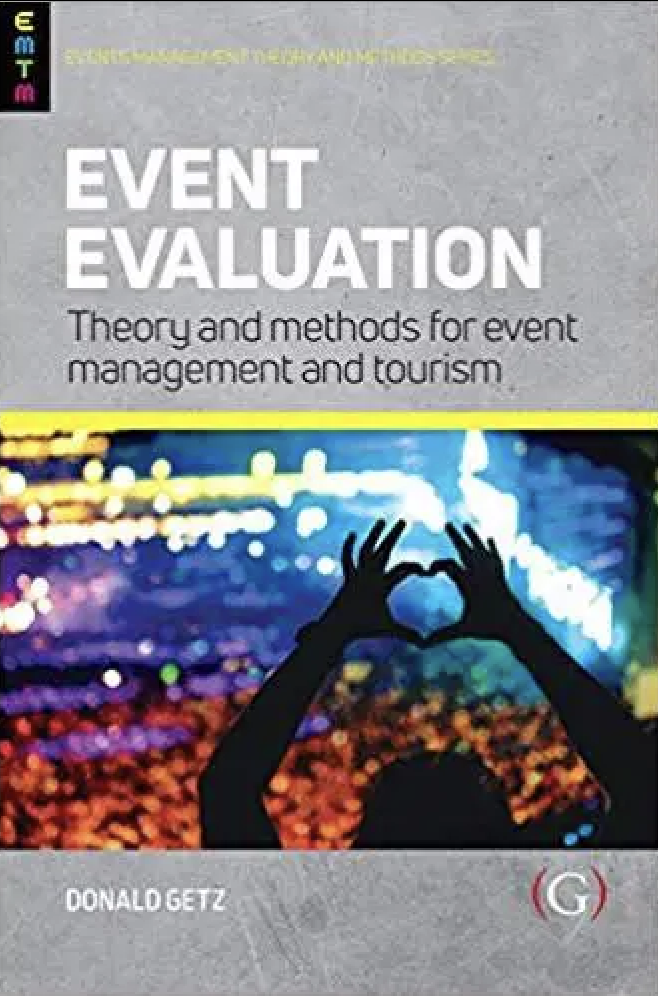 E
M
T
M
EVENTS MANAGEMENT THEORY AND METHODS SERIES
EVENT
EVALUATION
Theory and methods for event
management and tourism
DONALD GETZ
(G)